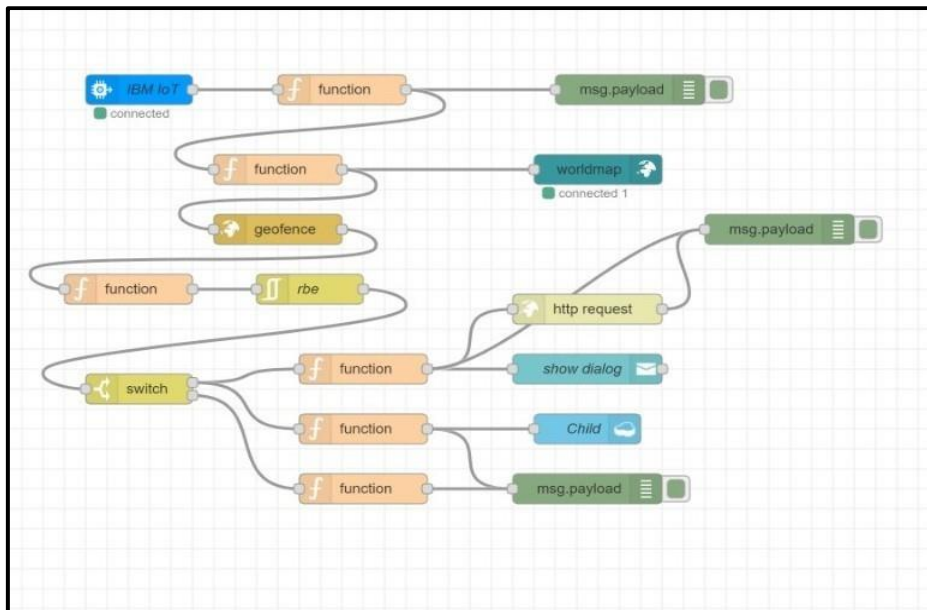 IBM IoT
function
msg.payload
connected
function
worldmap
connected 1
geofence
msg.payload
function
rbe
http request
function
show dialog
switch
function
Child
function
msg.payload